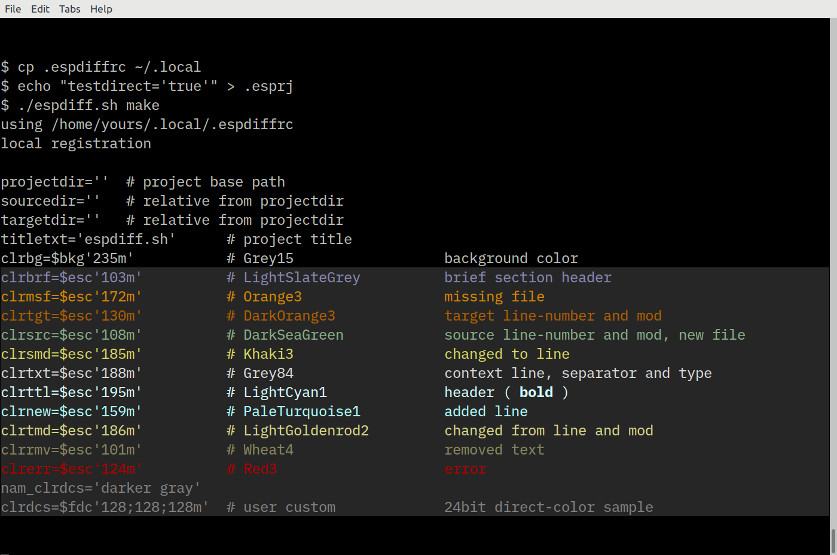 File Edit Tabs Help
$ cp .espdiffrc ~/.local
$ echo "testdirect='true'" > .esprj
$ ./espdiff.sh make
using /home/yours/.local/.espdiffrc
local registration
projectdir='' # project base path
sourcedir='' # relative from projectdir
targetdir='' # relative from projectdir
titletxt='espdiff.sh' # project title
clrbg=$bkg'235m' # Grey15 background color
clrbrf=$esc'103m' # LightSlateGrey brief section header
clrmsf=$esc'172m' # Orange3 missing file
clrtgt=$esc'130m' # DarkOrange3 target line-number and mod
clrsrc=$esc'108m' # DarkSeaGreen source line-number and mod, new file
clrsmd=$esc'185m' # Khaki3 changed to line
clrtxt=$esc'188m' # Grey84 context line, separator and type
clrttl=$esc'195m' # LightCyan1 header ( bold )
clrnew=$esc'159m' # PaleTurquoise1 added line
clrtmd=$esc'186m' # LightGoldenrod2 changed from line and mod
clrrmv=$esc'101m' # Wheat4 removed text
clrerr=$esc'124m' # Red3 error
nam_clrdcs='darker gray'
clrdcs=$fdc'128;128;128m' # user custom 24bit direct-color sample